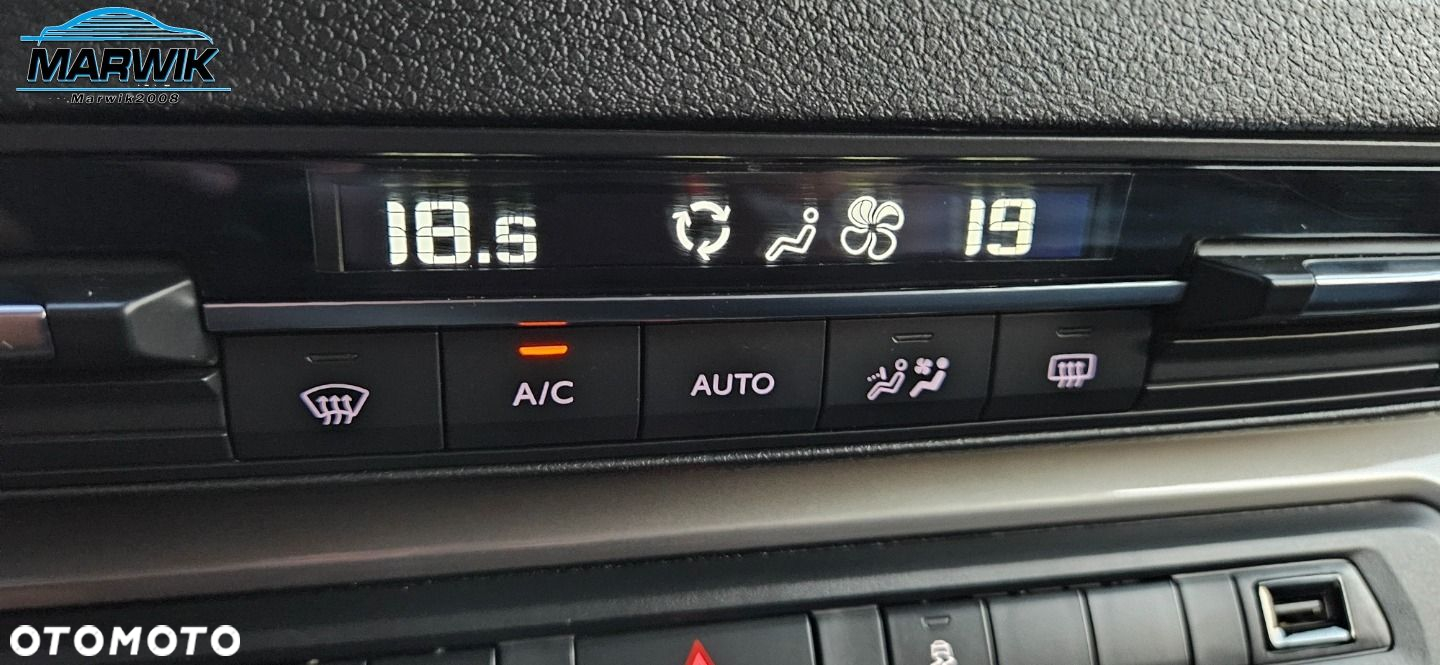 MARWIK
Marwik2008
18.5
19
A/C
AUTO
OTOMOTO